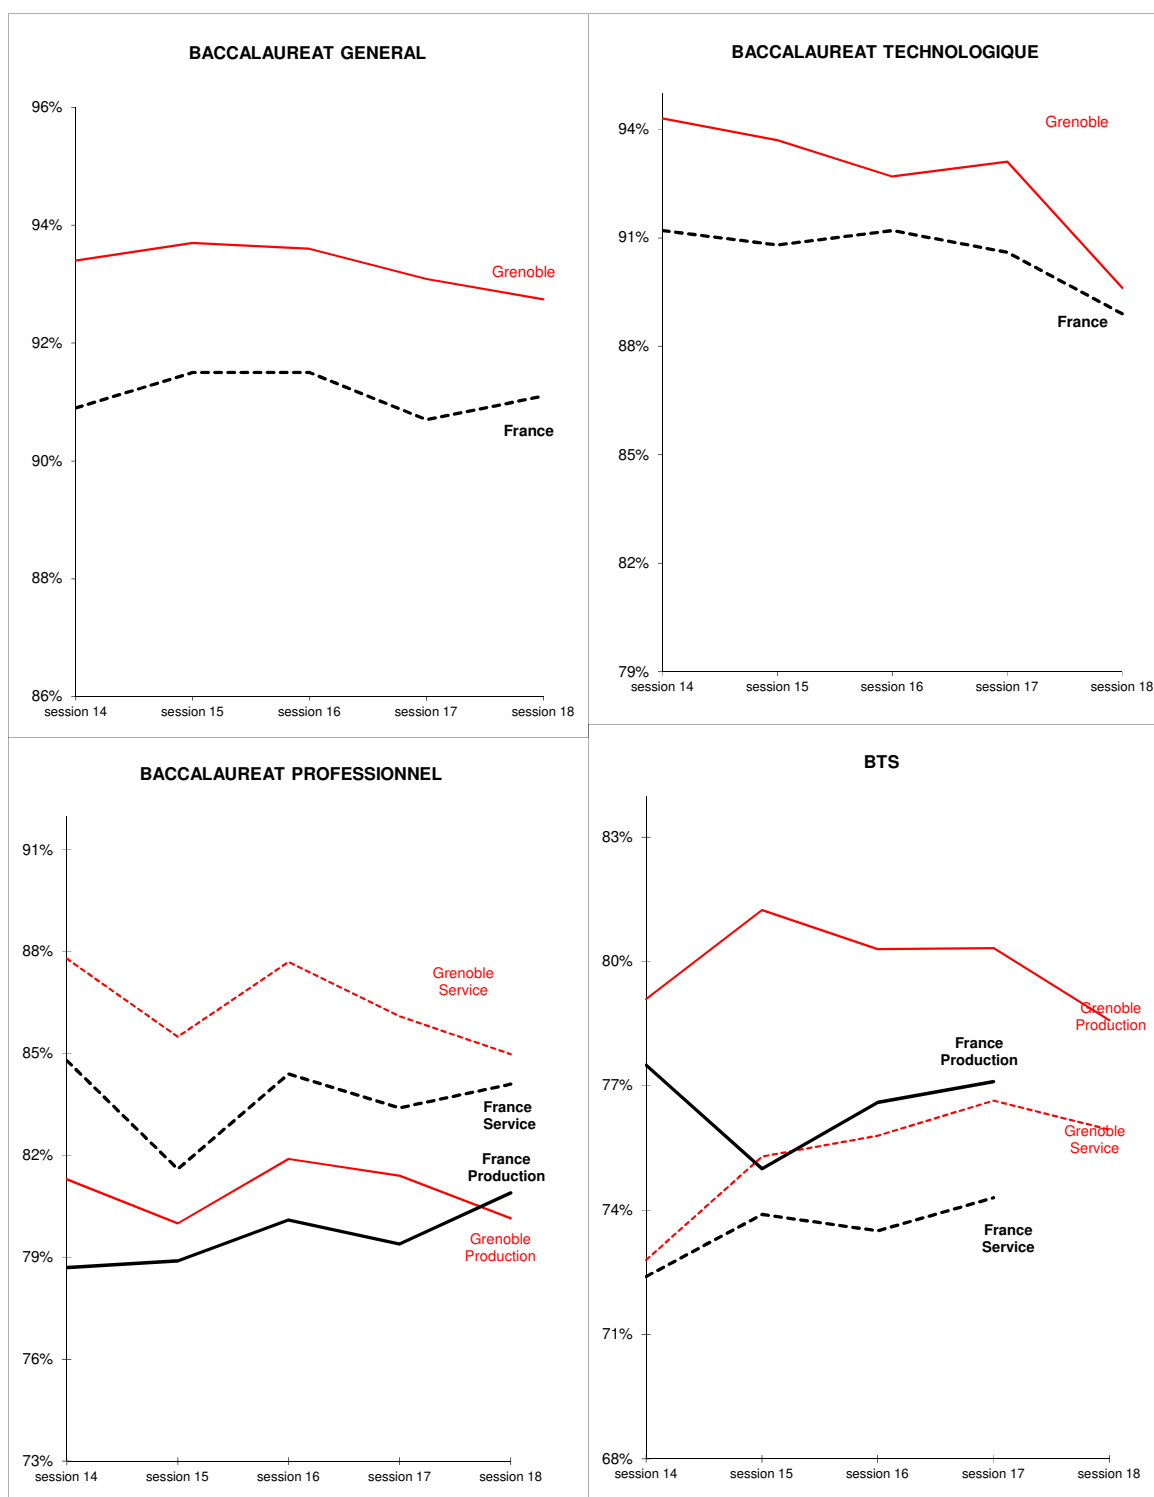 BACCALAUREAT GENERAL
96%
94%
92%
90%
88%
86%
Grenoble
France
session 14
session 15
session 16
session 17
session 18
BACCALAUREAT TECHNOLOGIQUE
94%
91%
88%
85%
82%
79%
Grenoble
France
session 14
session 15
session 16
session 17
session 18
BACCALAUREAT PROFESSIONNEL
91%
88%
85%
82%
79%
76%
73%
Grenoble
Service
France
Service
France
Production
Grenoble
Production
session 14
session 15
session 16
session 17
session 18
BTS
83%
80%
77%
74%
71%
68%
Grenoble
Production
France
Production
Grenoble
Service
France
Service
session 14
session 15
session 16
session 17
session 18